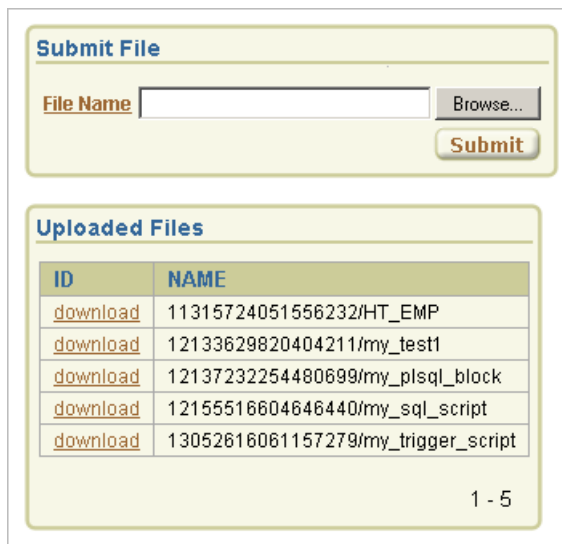 Submit File
File Name Browse...
Submit
Uploaded Files
ID NAME
download 11315724051556232/HT_EMP
download 12133629820404211/my_test1
download 12137232254480699/my_plsql_block
download 12155516604646440/my_sql_script
download 13052616061157279/my_trigger_script
1 - 5